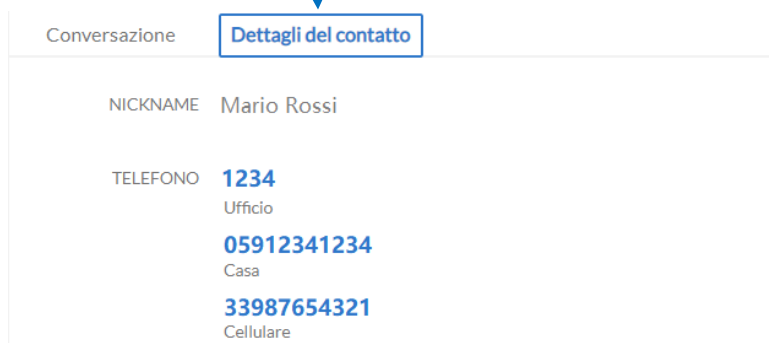 Conversazione Dettagli del contatto
NICKNAME Mario Rossi
TELEFONO 1234
Ufficio
05912341234
Casa
33987654321
Cellulare